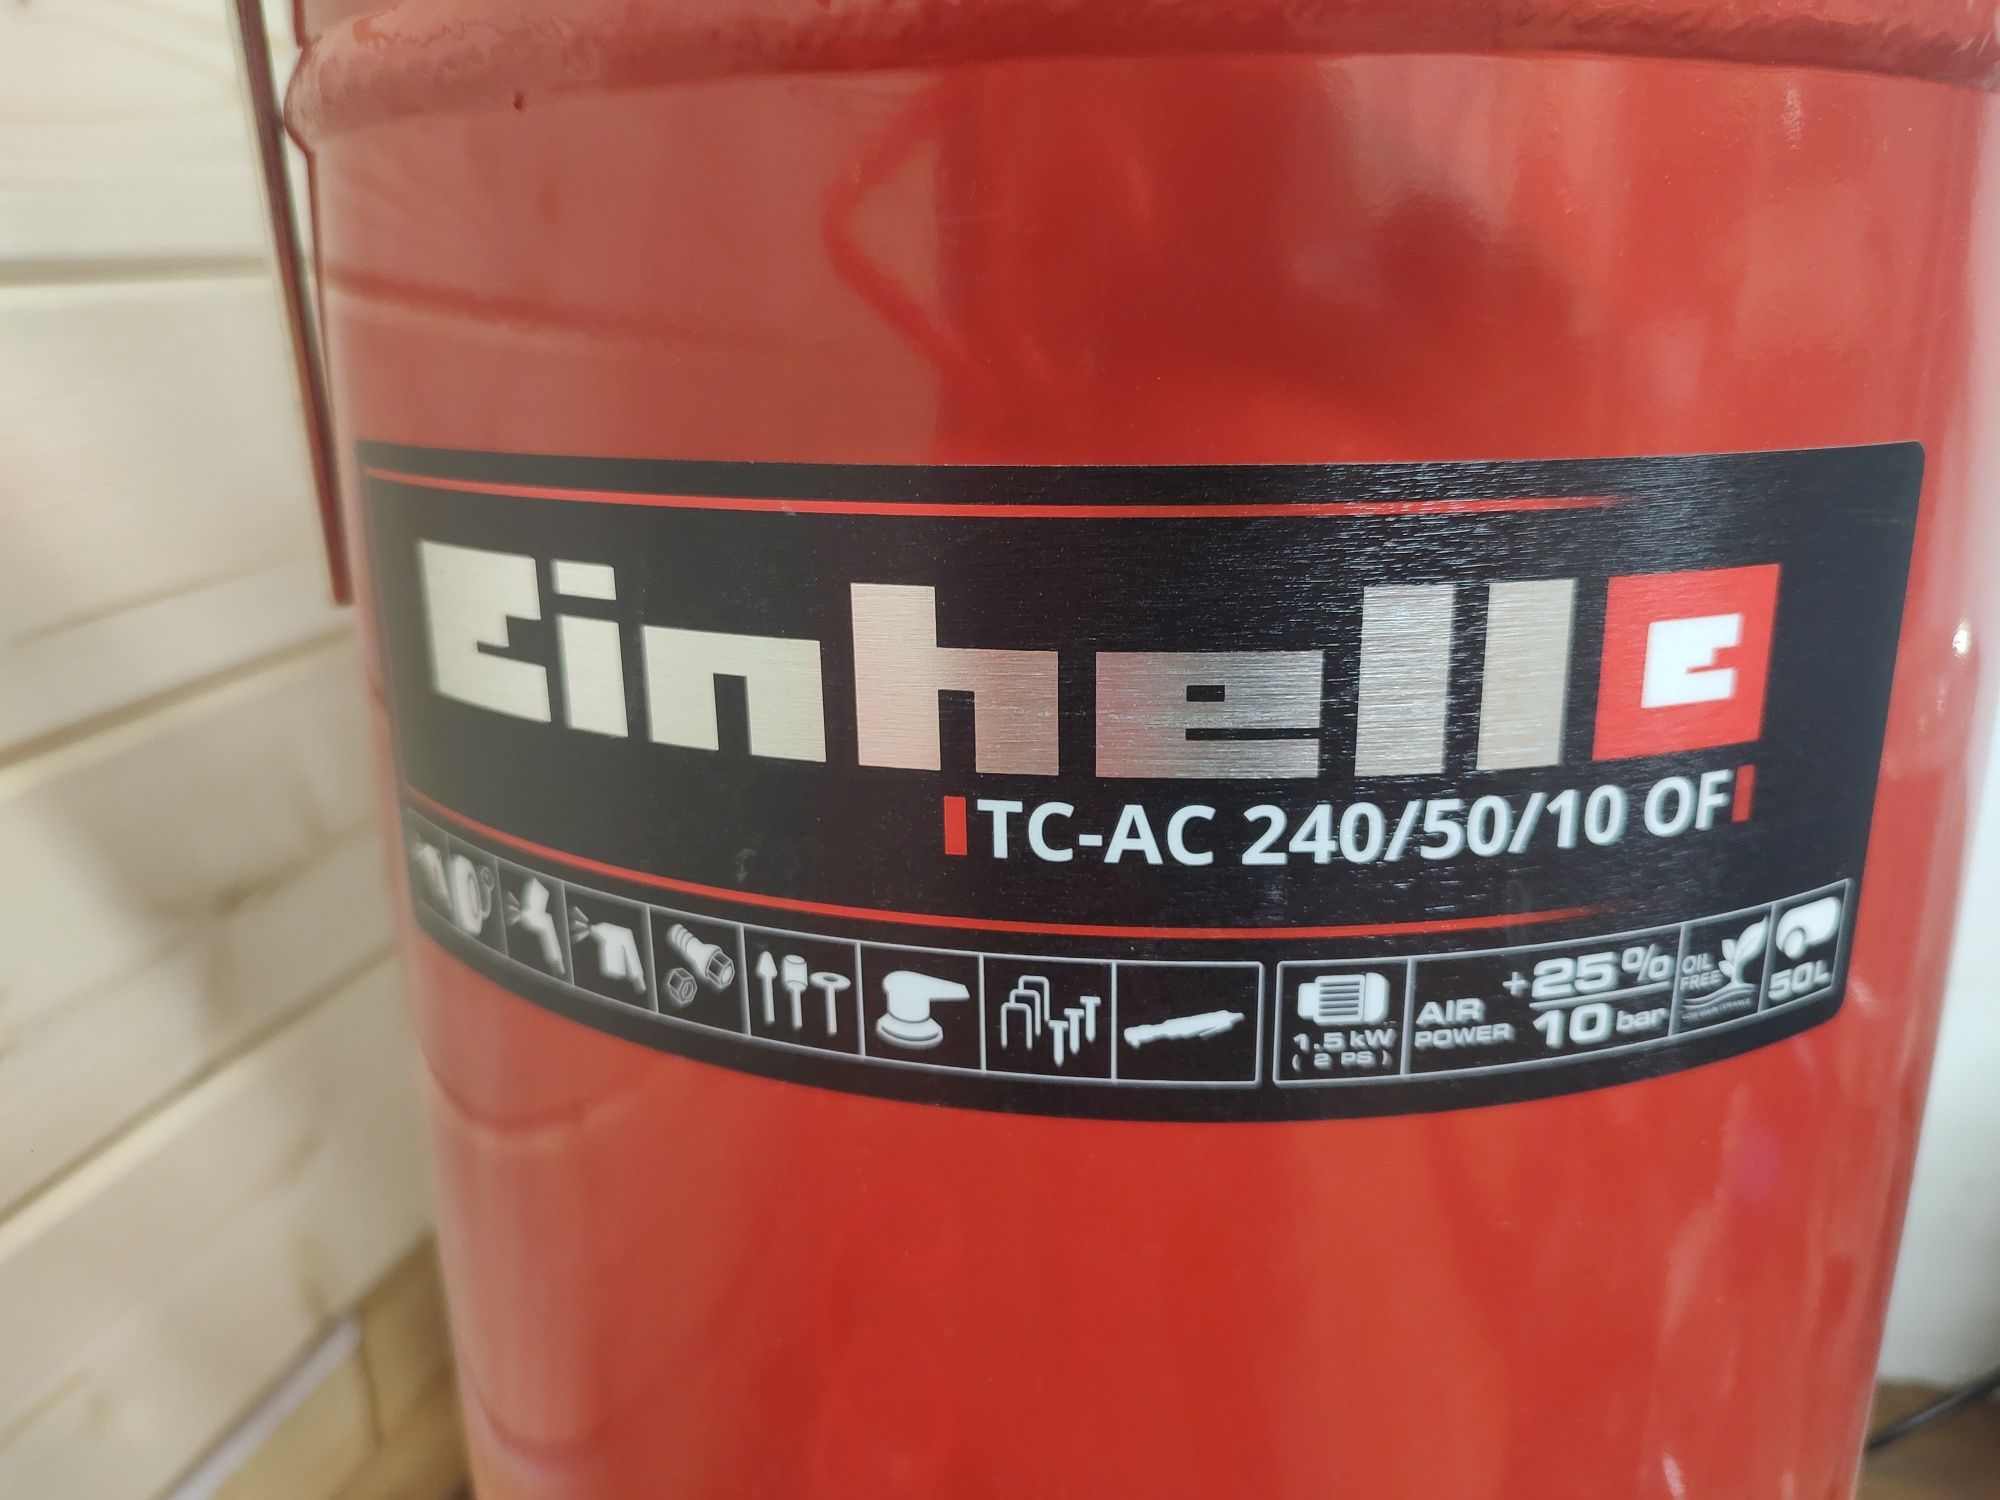 Einhell
TC-AC 240/50/10 OF
1.5 kW
( 2 PS )
AIR
POWER
+25%
10 bar
OIL
FREE
50L